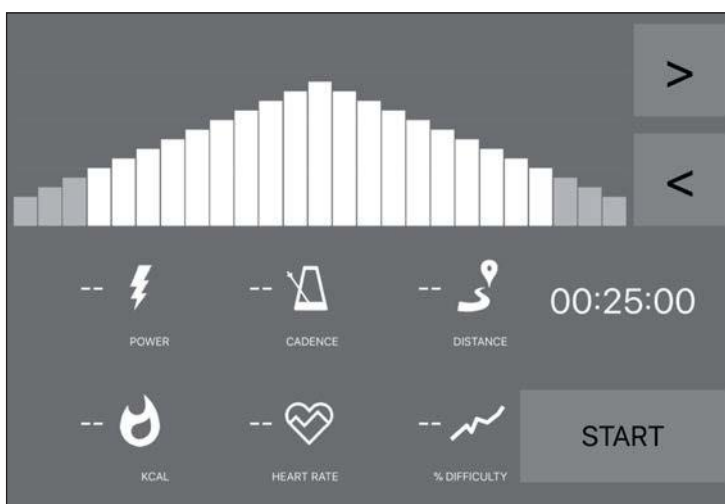 >
<
-- -- -- 00:25:00
POWER CADENCE DISTANCE
-- -- -- START
KCAL HEART RATE % DIFFICULTY